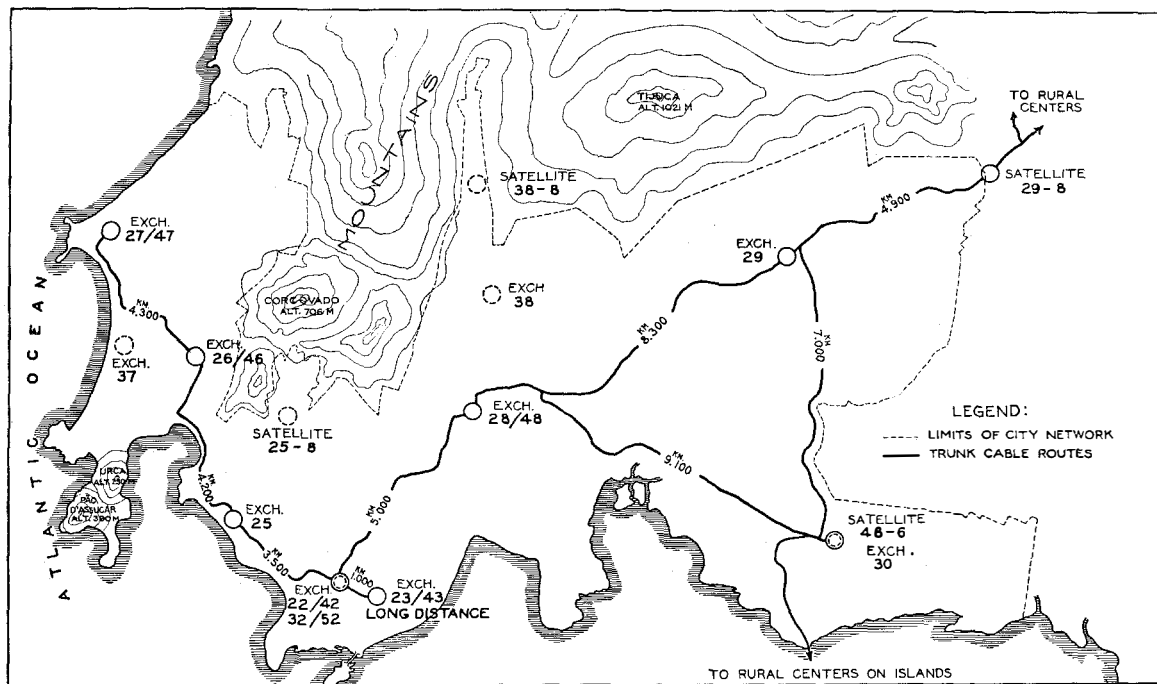 TO RURAL
CENTERS
TIJUCA
ALT. 1021 M
MOUNTAINS
SATELLITE
38-8
SATELLITE
29-8
KM
4.900
EXCH.
27/47
EXCH.
29
ATLANTIC OCEAN
CORCOVADO
ALT. 706 M
EXCH
38
KM.
4.300
KM
8.300
KM
7.000
EXCH.
37
EXCH.
26/46
EXCH.
28/48
SATELLITE
25-8
LEGEND:
LIMITS OF CITY NETWORK
TRUNK CABLE ROUTES
URCA
PÃO
D'ASSUCAR
ALT. 390 M
KM
4.200
KM
9.100
KM
5.000
EXCH.
25
SATELLITE
48-6
EXCH.
30
KM
3.500
KM
1.000
EXCH.
22/42
32/52
EXCH.
23/43
LONG DISTANCE
TO RURAL CENTERS ON ISLANDS